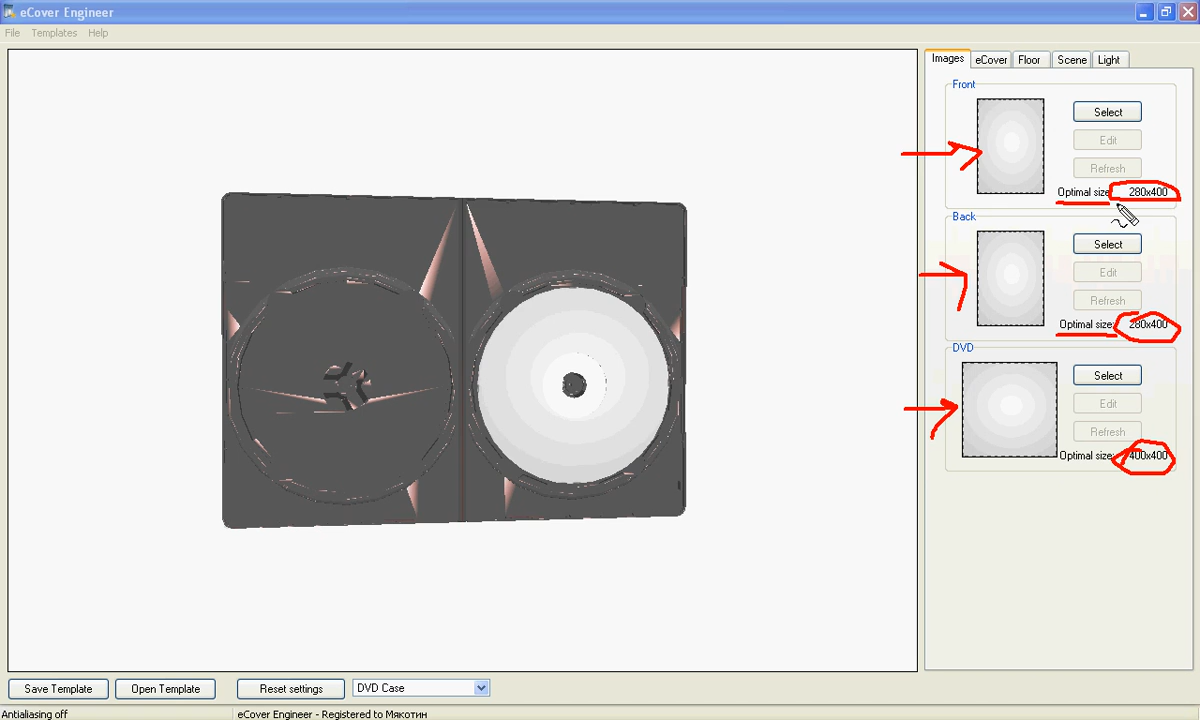 eCover Engineer
File Templates Help
Images eCover Floor Scene Light
Front
Select
Edit
Refresh
Optimal size: 280x400
Back
Select
Edit
Refresh
Optimal size: 280x400
DVD
Select
Edit
Refresh
Optimal size: 400x400
Save Template Open Template Reset settings DVD Case
Antialiasing off eCover Engineer - Registered to Мякотин